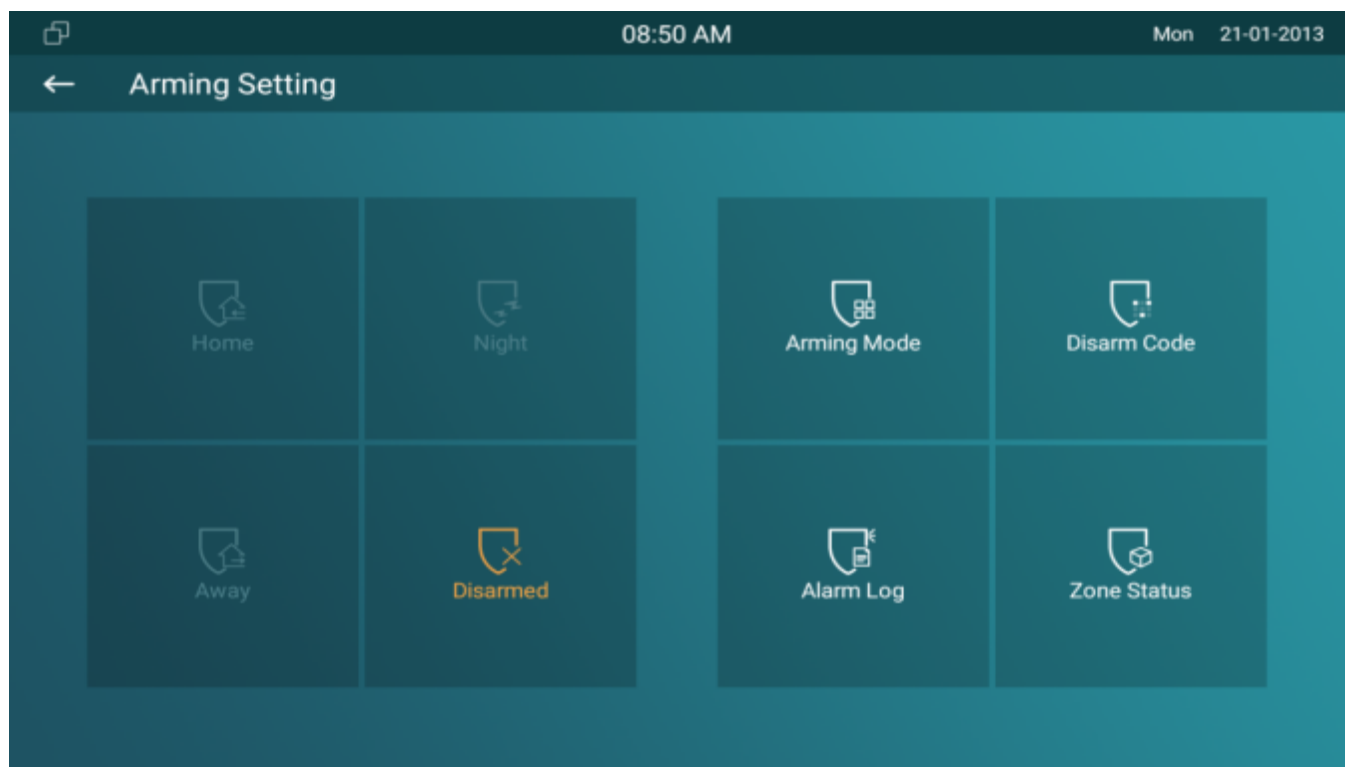 08:50 AM Mon 21-01-2013
Arming Setting
Home Night Arming Mode Disarm Code
Away Disarmed Alarm Log Zone Status